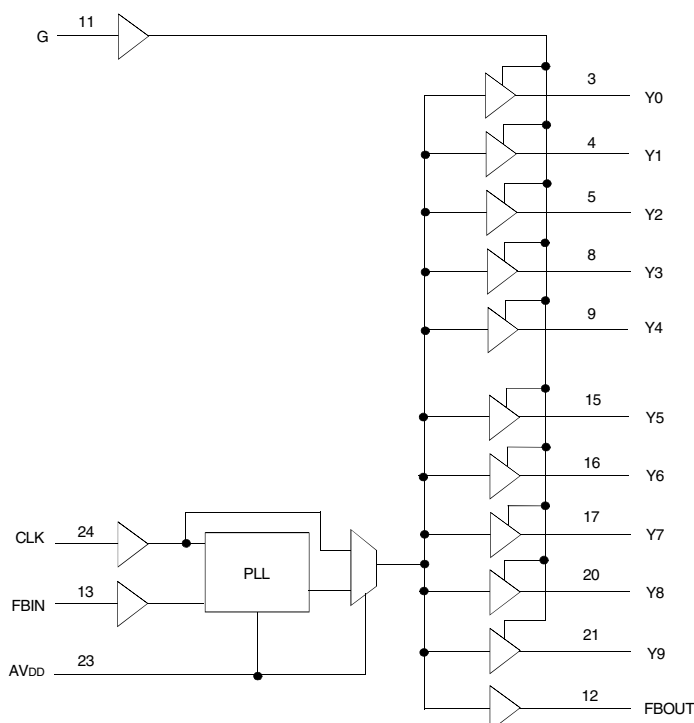 G 11
3 Y0
4 Y1
5 Y2
8 Y3
9 Y4
15 Y5
16 Y6
17 Y7
CLK 24
PLL
20 Y8
FBIN 13
21 Y9
AVDD 23
12 FBOUT